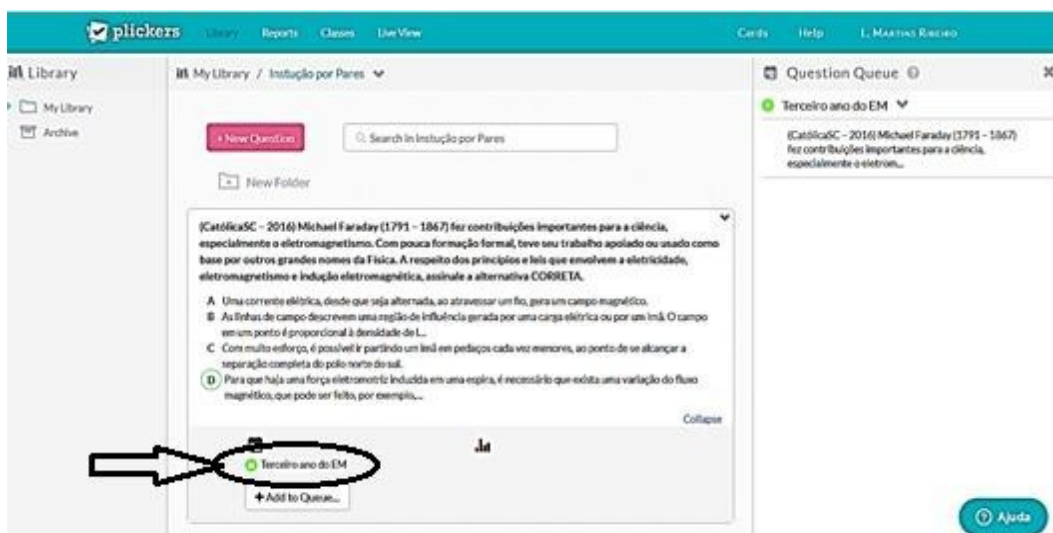 plickers
Library Reports Classes Live View Cards Help L. Martins Ribeiro
Library
My Library
Archive
My Library / Instução por Pares
+ New Question
Search in Instução por Pares
New Folder
(CatólicaSC – 2016) Michael Faraday (1791 – 1867) fez contribuições importantes para a ciência,
especialmente o eletromagnetismo. Com pouca formação formal, teve seu trabalho apoiado ou usado como
base por outros grandes nomes da Física. A respeito dos princípios e leis que envolvem a eletricidade,
eletromagnetismo e indução eletromagnética, assinale a alternativa CORRETA.
A Uma corrente elétrica, desde que seja alternada, ao atravessar um fio, gera um campo magnético.
B As linhas de campo descrevem uma região de influência gerada por uma carga elétrica ou por um imã. O campo
em um ponto é proporcional à densidade de l...
C Com muito esforço, é possível ir partindo um imã em pedaços cada vez menores, ao ponto de se alcançar a
separação completa do polo norte do sul.
D Para que haja uma força eletromotriz induzida em uma espira, é necessário que exista uma variação do fluxo
magnético, que pode ser feito, por exemplo,...
Collapse
Terceiro ano do EM
+ Add to Queue...
Question Queue
Terceiro ano do EM
(CatólicaSC – 2016) Michael Faraday (1791 – 1867)
fez contribuições importantes para a ciência,
especialmente o eletrom...
Ajuda